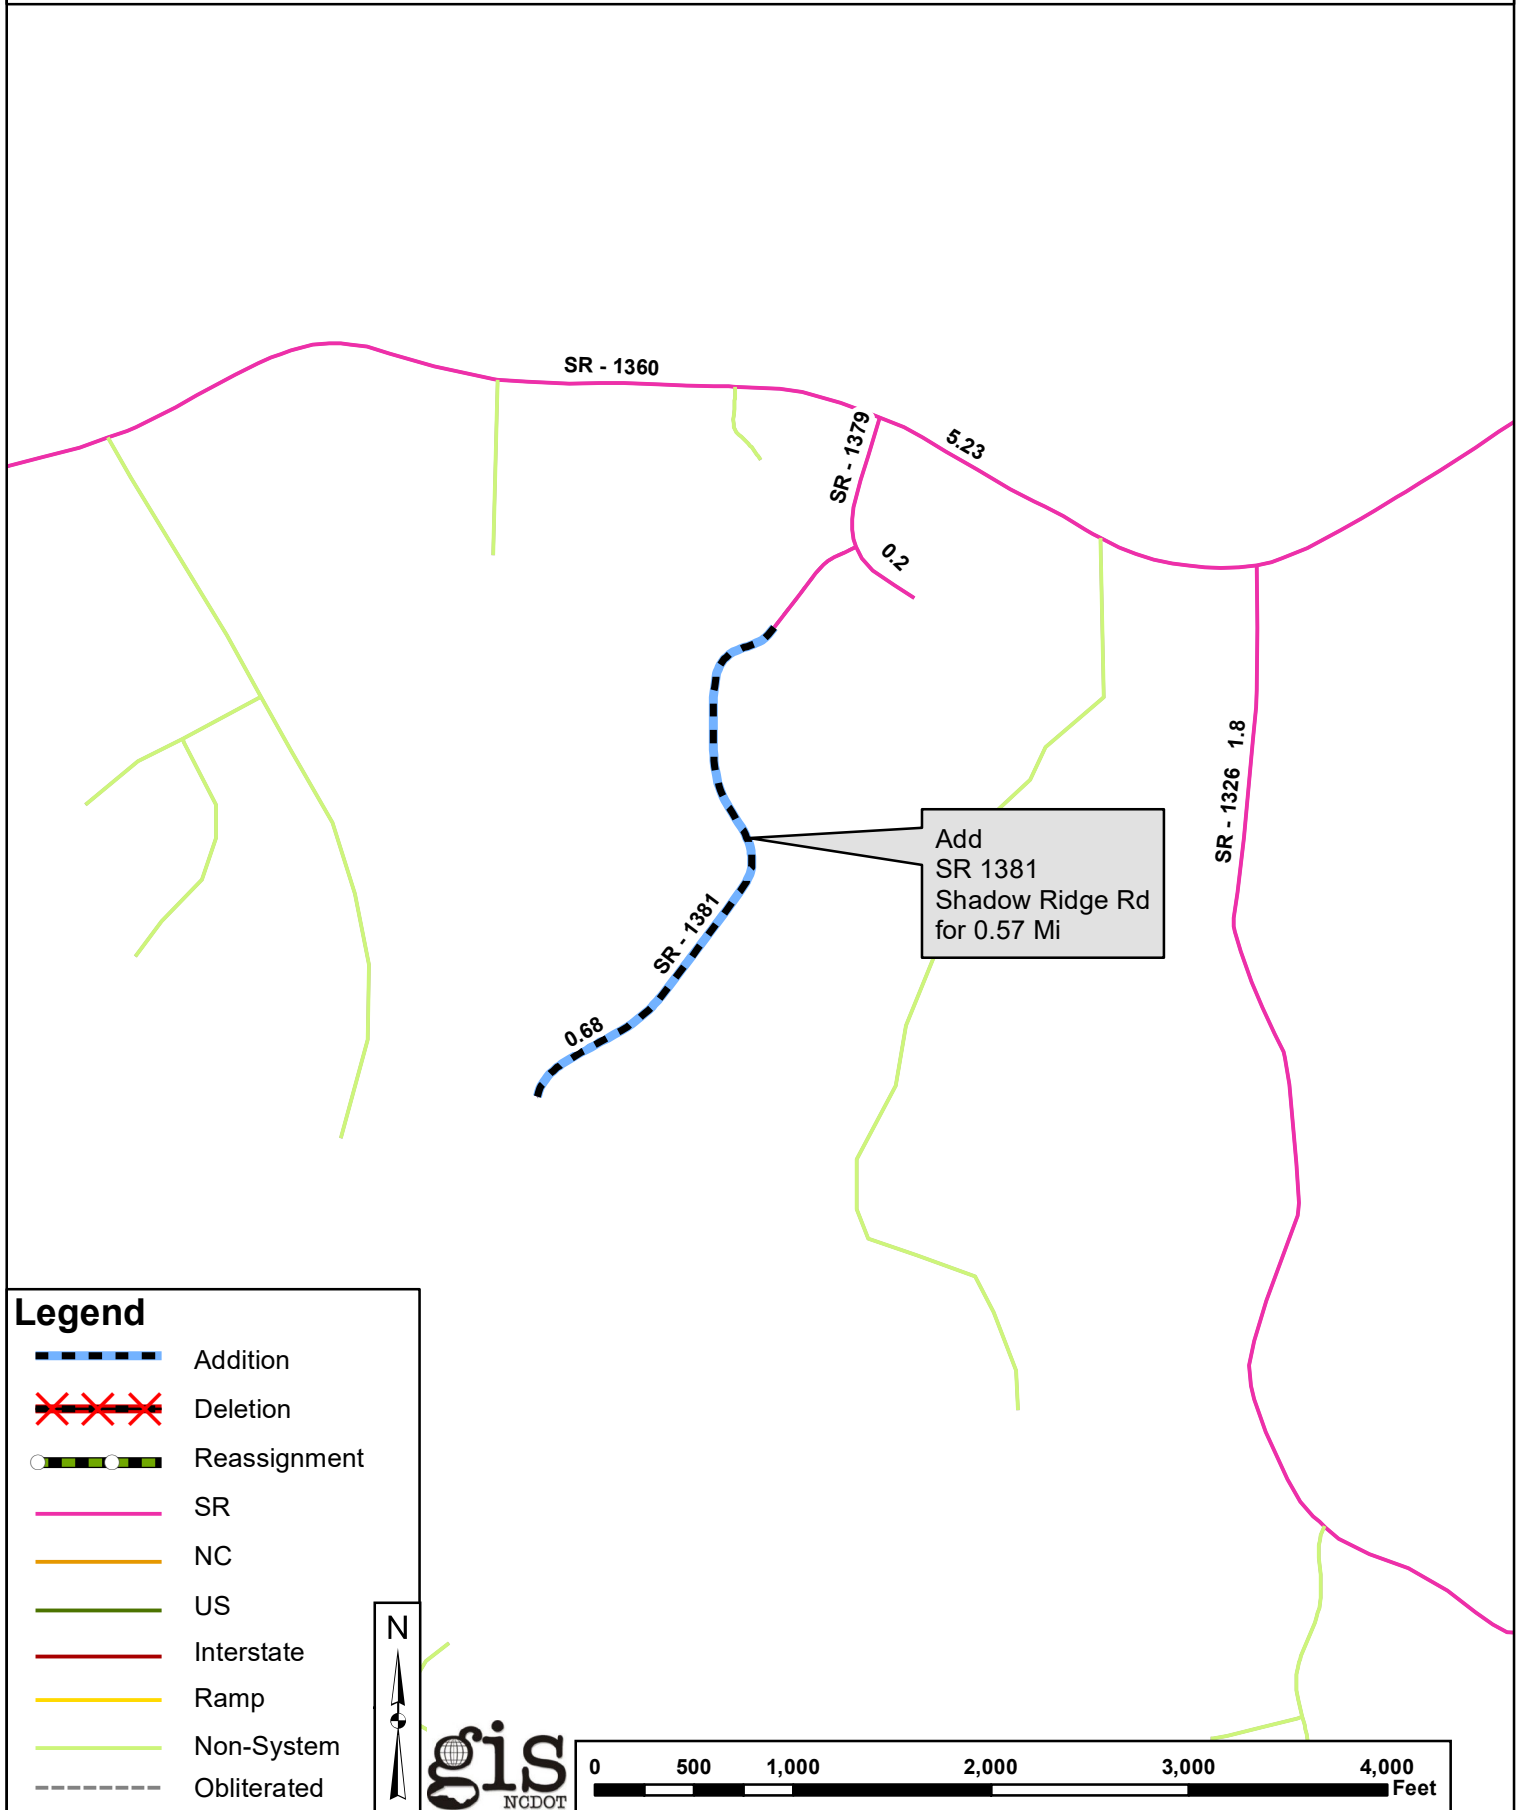 SR - 1360
SR - 1379
5.23
0.2
SR - 1326 1.8
Add
SR 1381
Shadow Ridge Rd
for 0.57 Mi
SR - 1381
0.68
Legend
Addition
Deletion
Reassignment
SR
NC
US
Interstate
Ramp
Non-System
Obliterated
N
gis
NCDOT
0 500 1,000 2,000 3,000 4,000
Feet